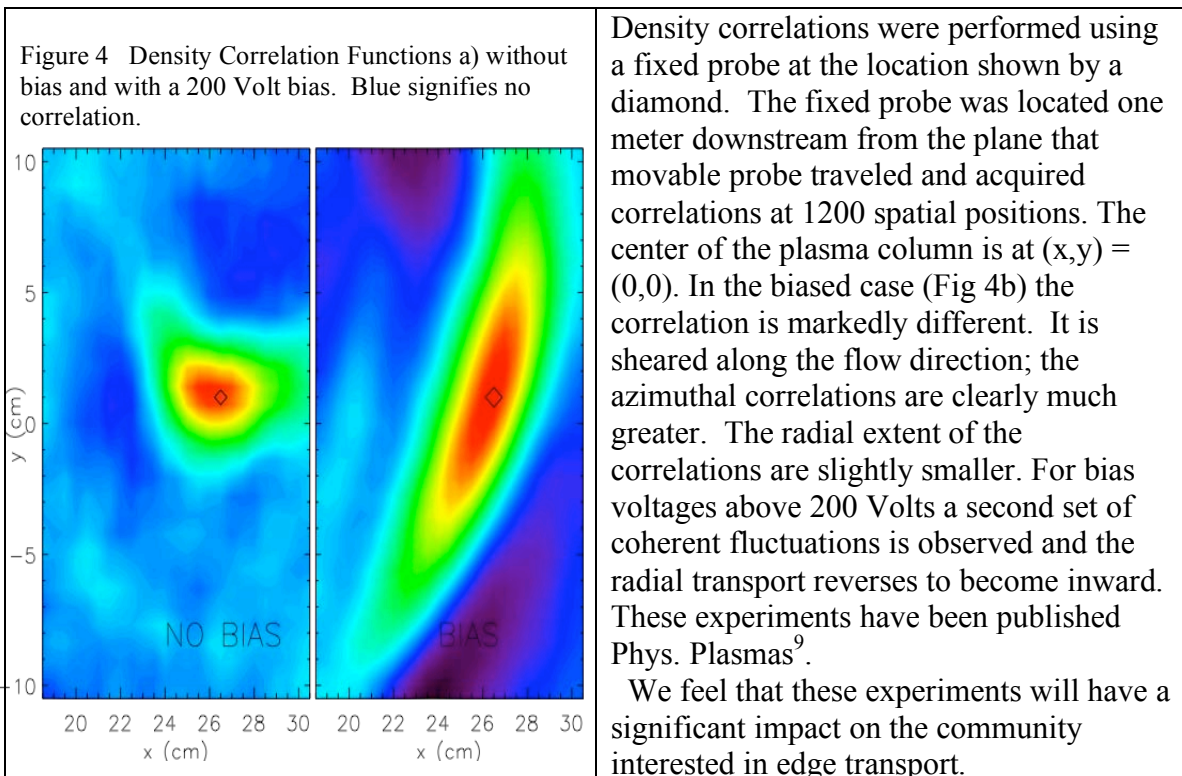 Figure 4 Density Correlation Functions a) without
bias and with a 200 Volt bias. Blue signifies no
correlation.
10
5
0
-5
-10
y (cm)
NO BIAS
BIAS
20 22 24 26 28 30
20 22 24 26 28 30
x (cm)
x (cm)
Density correlations were performed using
a fixed probe at the location shown by a
diamond. The fixed probe was located one
meter downstream from the plane that
movable probe traveled and acquired
correlations at 1200 spatial positions. The
center of the plasma column is at (x,y) =
(0,0). In the biased case (Fig 4b) the
correlation is markedly different. It is
sheared along the flow direction; the
azimuthal correlations are clearly much
greater. The radial extent of the
correlations are slightly smaller. For bias
voltages above 200 Volts a second set of
coherent fluctuations is observed and the
radial transport reverses to become inward.
These experiments have been published
Phys. Plasmas⁹.
We feel that these experiments will have a
significant impact on the community
interested in edge transport.